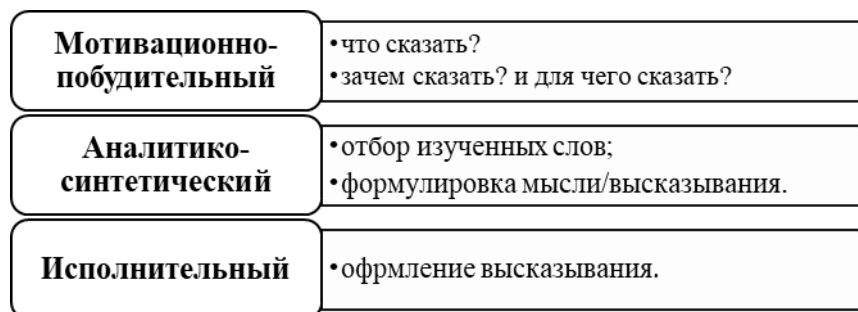 Мотивационно-
побудительный
•что сказать?
•зачем сказать? и для чего сказать?
Аналитико-
синтетический
•отбор изученных слов;
•формулировка мысли/высказывания.
Исполнительный
•офрмление высказывания.